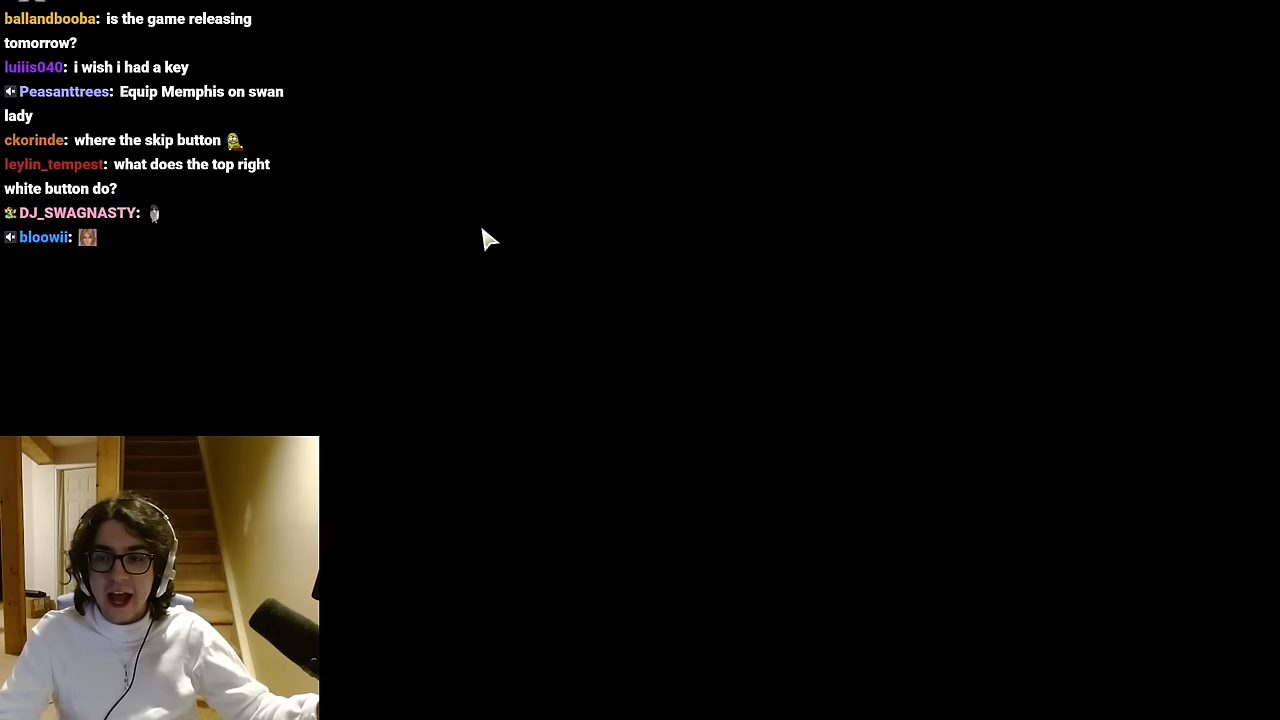 ballandbooba: is the game releasing
tomorrow?
luiiis040: i wish i had a key
Peasanttrees: Equip Memphis on swan
lady
ckorinde: where the skip button
leylin_tempest: what does the top right
white button do?
DJ_SWAGNASTY:
bloowii: